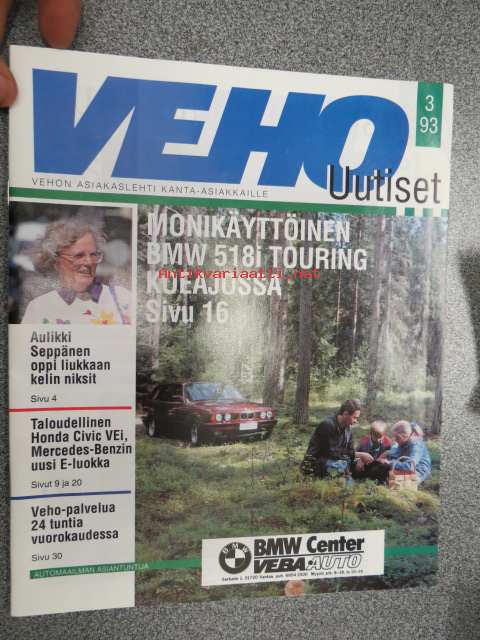 VEHO
Uutiset
3
93
VEHON ASIAKASLEHTI KANTA-ASIAKKAILLE
MONIKÄYTTÖINEN
BMW 518i TOURING
KOEAJOSSA
Sivu 16
Antikvariaatti.net
Aulikki
Seppänen
oppi liukkaan
kelin niksit
Sivu 4
Taloudellinen
Honda Civic VEi,
Mercedes-Benzin
uusi E-luokka
Sivut 9 ja 20
Veho-palvelua
24 tuntia
vuorokaudessa
Sivu 30
AUTOMAAILMAN ASIANTUNTIJA
BMW
BMW Center
VEBA-AUTO